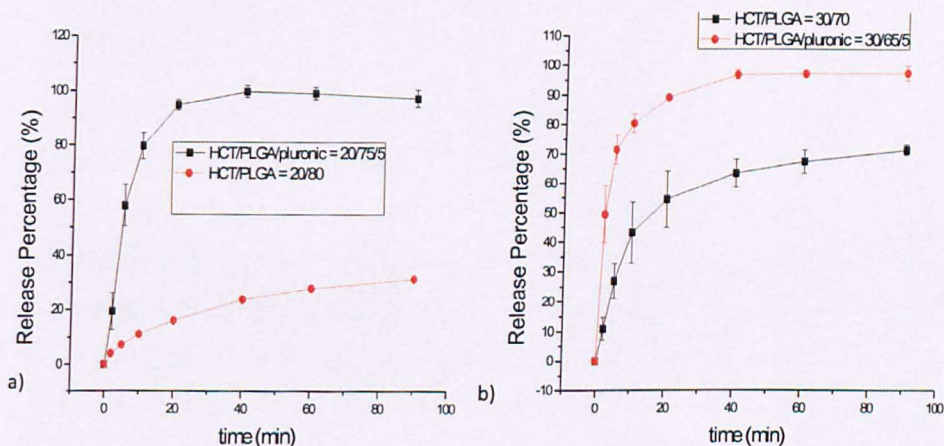 120
100
80
60
40
20
0
Release Percentage (%)
HCT/PLGA/pluronic = 20/75/5
HCT/PLGA = 20/80
0 20 40 60 80 100
time (min)
a)
HCT/PLGA = 30/70
HCT/PLGA/pluronic = 30/65/5
110
100
90
80
70
60
50
40
30
20
10
0
-10
Release Percentage (%)
0 20 40 60 80 100
time (min)
b)